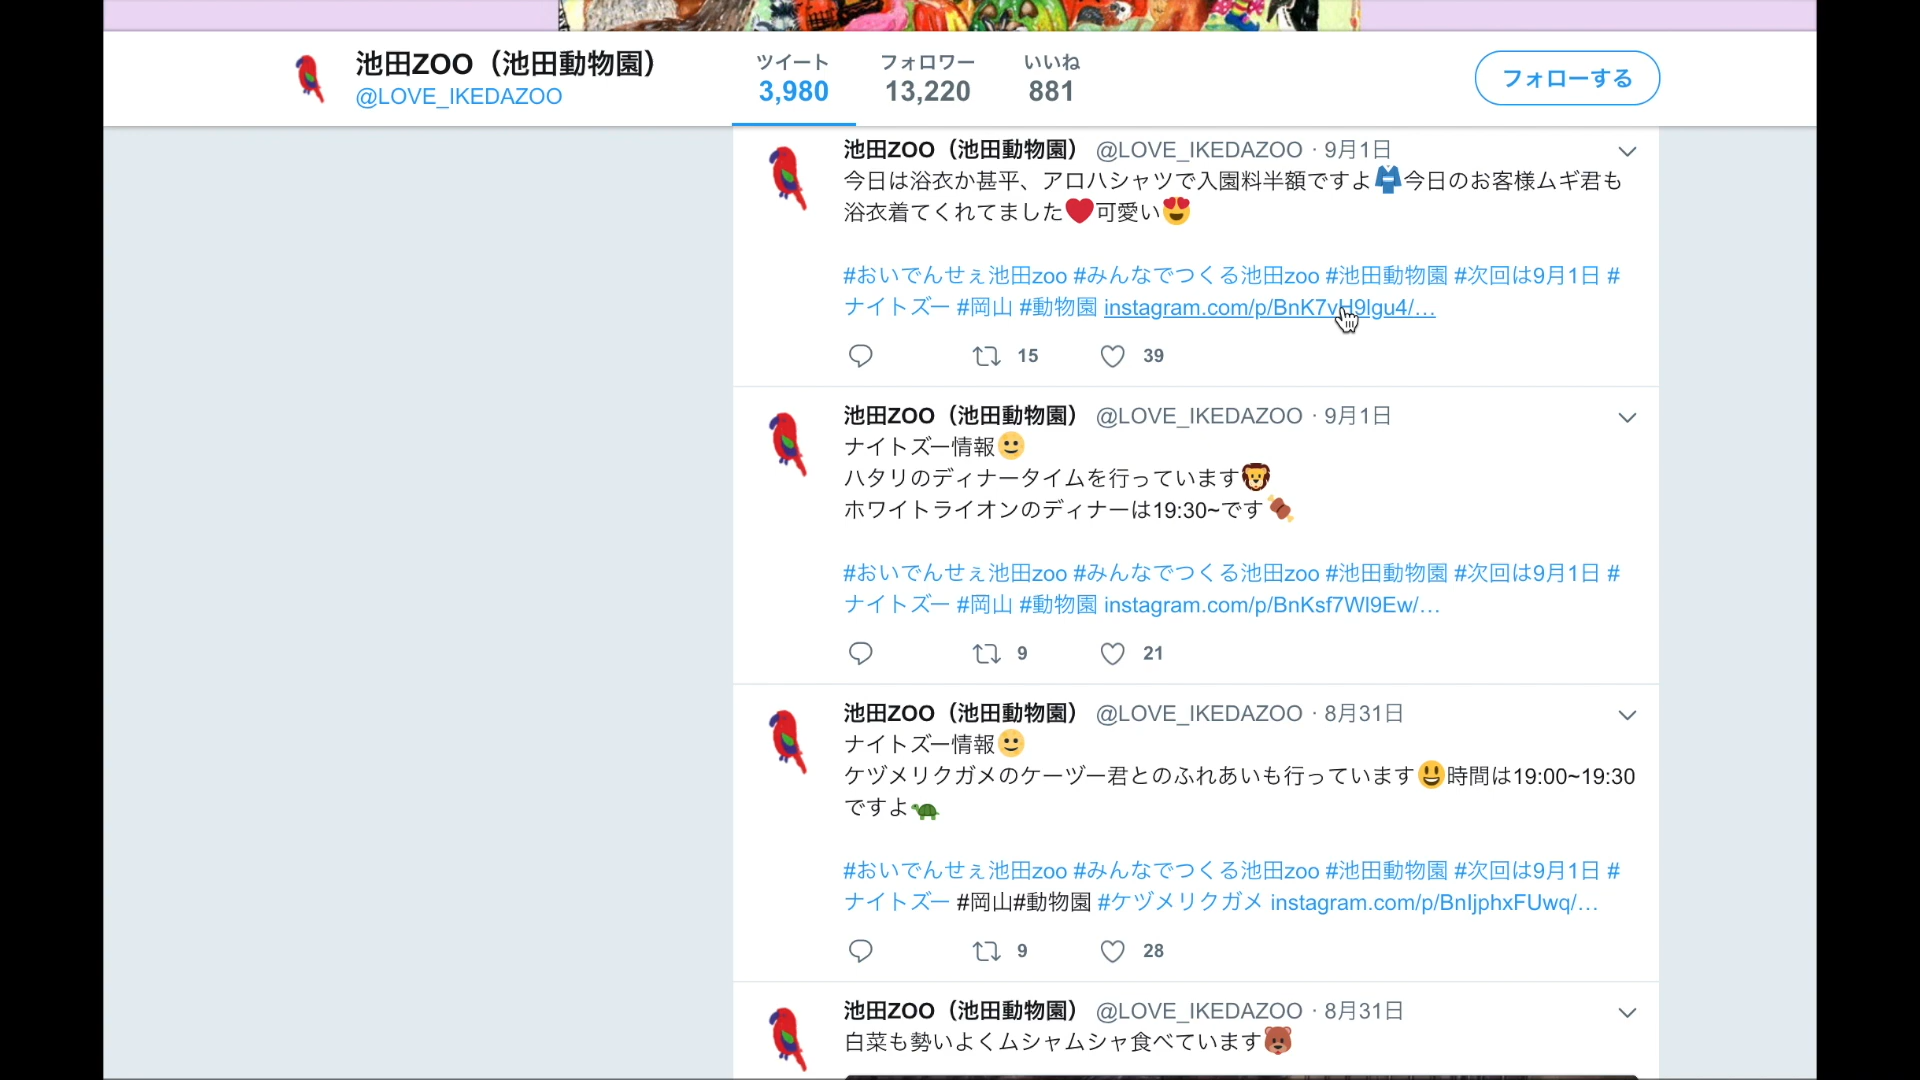 池田ZOO（池田動物園）
@LOVE_IKEDAZOO
ツイート
3,980
フォロワー
13,220
いいね
881
フォローする
池田ZOO（池田動物園） @LOVE_IKEDAZOO · 9月1日
今日は浴衣か甚平、アロハシャツで入園料半額ですよ👘今日のお客様ムギ君も
浴衣着てくれてました❤️可愛い😍
#おいでんせぇ池田zoo #みんなでつくる池田zoo #池田動物園 #次回は9月1日 #
ナイトズー #岡山 #動物園 instagram.com/p/BnK7vH9lgu4/…
15
39
池田ZOO（池田動物園） @LOVE_IKEDAZOO · 9月1日
ナイトズー情報🙂
ハタリのディナータイムを行っています🦁
ホワイトライオンのディナーは19:30~です🍖
#おいでんせぇ池田zoo #みんなでつくる池田zoo #池田動物園 #次回は9月1日 #
ナイトズー #岡山 #動物園 instagram.com/p/BnKsf7Wl9Ew/…
9
21
池田ZOO（池田動物園） @LOVE_IKEDAZOO · 8月31日
ナイトズー情報🙂
ケヅメリクガメのケーヅー君とのふれあいも行っています😃時間は19:00~19:30
ですよ🐢
#おいでんせぇ池田zoo #みんなでつくる池田zoo #池田動物園 #次回は9月1日 #
ナイトズー #岡山#動物園 #ケヅメリクガメ instagram.com/p/BnIjphxFUwq/…
9
28
池田ZOO（池田動物園） @LOVE_IKEDAZOO · 8月31日
白菜も勢いよくムシャムシャ食べています🐻